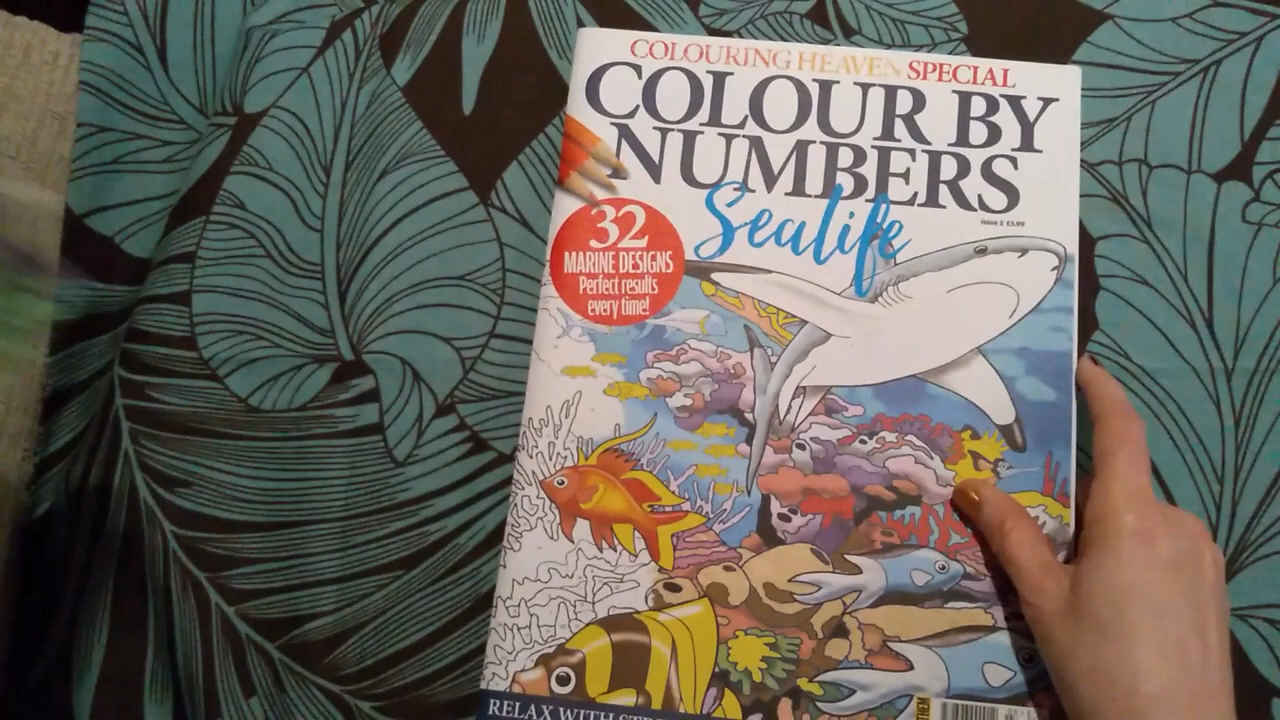 COLOURING HEAVEN SPECIAL
COLOUR BY
NUMBERS
Sealife
Issue 2 £3.99
32
MARINE DESIGNS
Perfect results
every time!
RELAX WITH